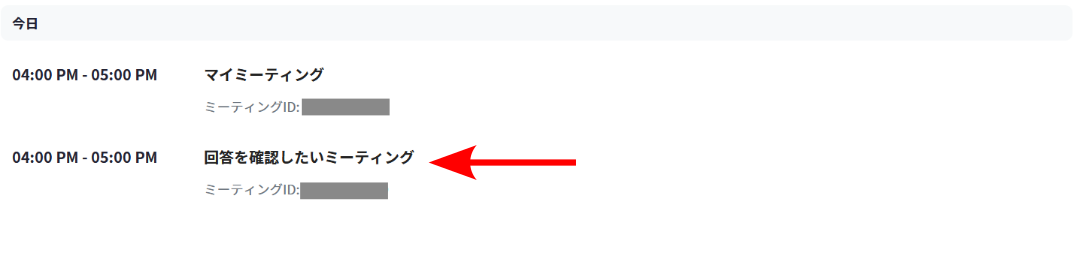 今日
04:00 PM - 05:00 PM マイミーティング
ミーティングID:
04:00 PM - 05:00 PM 回答を確認したいミーティング
ミーティングID: